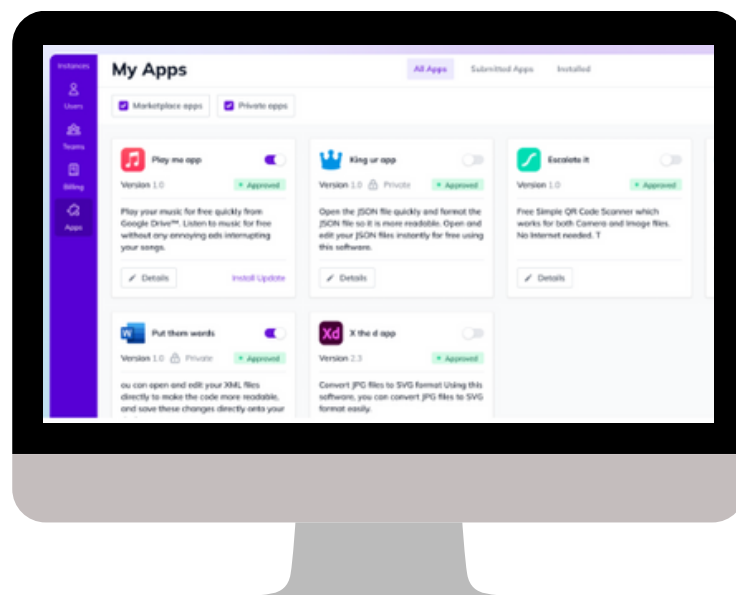 Instances
My Apps
All Apps
Submitted Apps
Installed
Users
Marketplace apps
Private apps
Teams
Billing
Apps
Play me app
Version 1.0
Approved
Play your music for free quickly from
Google Drive™. Listen to music for free
without any annoying ads interrupting
your songs.
Details
Install Update
King ur app
Version 1.0
Private
Approved
Open the JSON file quickly and format the
JSON file so it is more readable. Open and
edit your JSON files instantly for free using
this software.
Details
Escalate it
Version 1.0
Approved
Free Simple QR Code Scanner which
works for both Camera and Image files.
No Internet needed. T
Details
W
Put them words
Version 1.0
Private
Approved
ou can open and edit your XML files
directly to make the code more readable,
and save these changes directly onto your
Xd
X the d app
Version 2.3
Approved
Convert JPG files to SVG format Using this
software, you can convert JPG files to SVG
format easily.